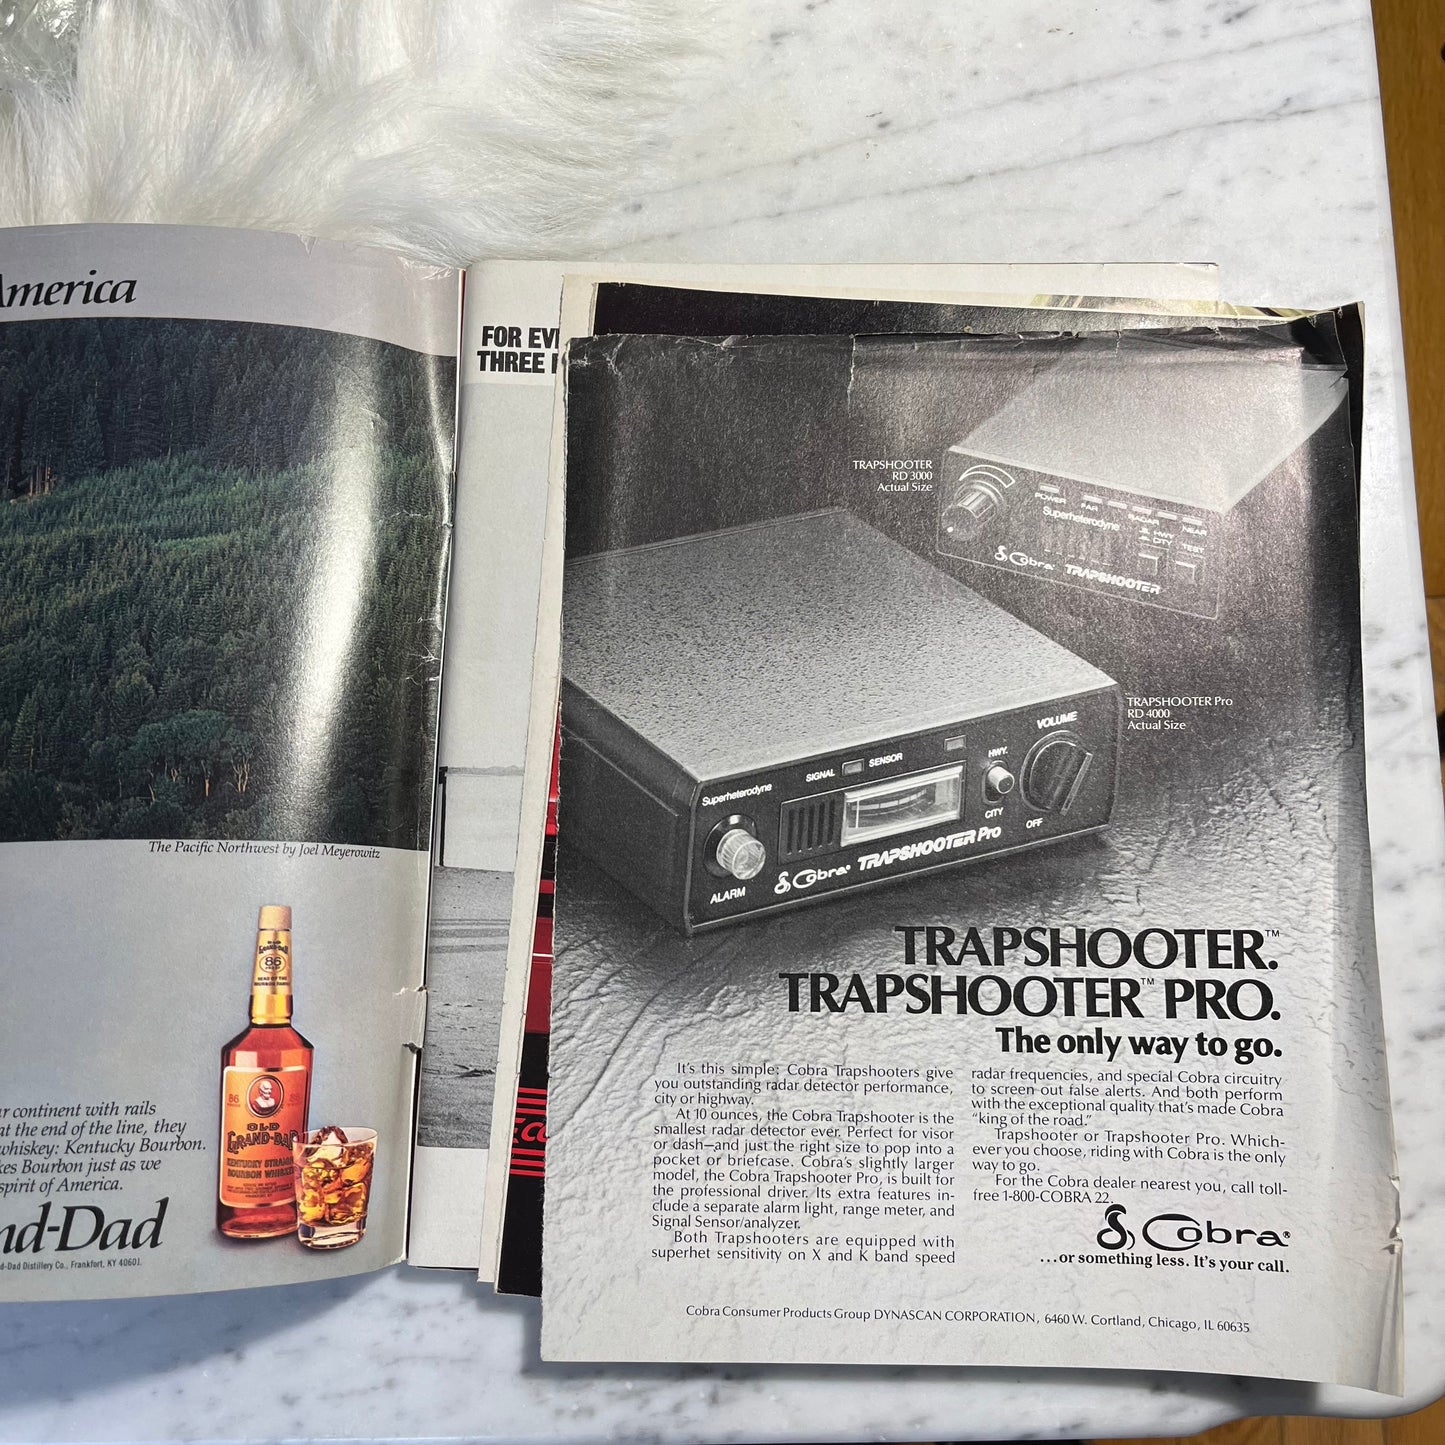 America
The Pacific Northwest by Joel Meyerowitz
86
OLD
GRAND-DAD
KENTUCKY STRAIGHT
BOURBON WHISKEY
continent with rails
at the end of the line, they
whiskey: Kentucky Bourbon.
Bourbon just as we
spirit of America.
nd-Dad
d-Dad Distillery Co., Frankfort, KY 40601.
FOR EV
THREE
TRAPSHOOTER
RD 3000
Actual Size
POWER FAR RADAR NEAR
Superheterodyne
HWY
CITY TEST
Cobra® TRAPSHOOTER
TRAPSHOOTER Pro
RD 4000
Actual Size
VOLUME
HWY.
SIGNAL SENSOR
Superheterodyne
CITY
OFF
ALARM
Cobra® TRAPSHOOTER Pro
TRAPSHOOTER.™
TRAPSHOOTER™ PRO.
The only way to go.
It's this simple: Cobra Trapshooters give
you outstanding radar detector performance,
city or highway.
At 10 ounces, the Cobra Trapshooter is the
smallest radar detector ever. Perfect for visor
or dash—and just the right size to pop into a
pocket or briefcase. Cobra's slightly larger
model, the Cobra Trapshooter Pro, is built for
the professional driver. Its extra features in-
clude a separate alarm light, range meter, and
Signal Sensor/analyzer.
Both Trapshooters are equipped with
superhet sensitivity on X and K band speed
radar frequencies, and special Cobra circuitry
to screen out false alerts. And both perform
with the exceptional quality that's made Cobra
"king of the road."
Trapshooter or Trapshooter Pro. Which-
ever you choose, riding with Cobra is the only
way to go.
For the Cobra dealer nearest you, call toll-
free 1-800-COBRA 22.
Cobra®
...or something less. It's your call.
Cobra Consumer Products Group DYNASCAN CORPORATION, 6460 W. Cortland, Chicago, IL 60635